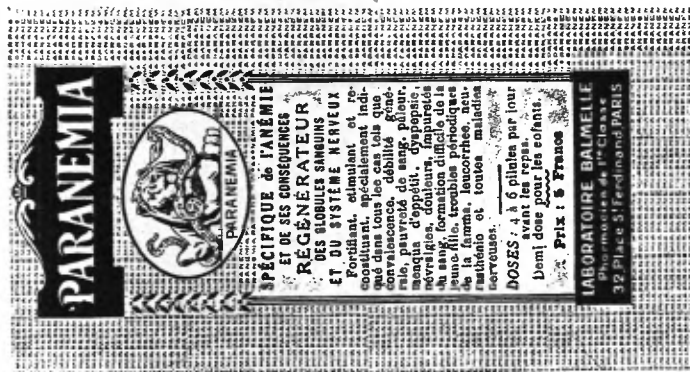 PARANEMIA
PARANEMIA
SPÉCIFIQUE de l'ANÉMIE
ET DE SES CONSÉQUENCES
RÉGÉNÉRATEUR
DES GLOBULES SANGUINS
ET DU SYSTÈME NERVEUX
Fortifiant, stimulant et re-
constituant, spécialement indi-
qué dans tous les cas tels que
convalescence, débilité géné-
rale, pauvreté de sang, pâleur,
manque d'appétit, dyspepsie,
névralgies, douleurs, impuretés
du sang, formation difficile de la
jeune fille, troubles périodiques
de la femme, leucorrhée, neu-
rasthénie et toutes maladies
nerveuses.
DOSES : 4 à 6 pilules par jour
avant les repas.
Demi dose pour les enfants.
Prix : 5 Francs
LABORATOIRE BALMELLE
Pharmacien de 1re Classe
32 Place St Ferdinand PARIS